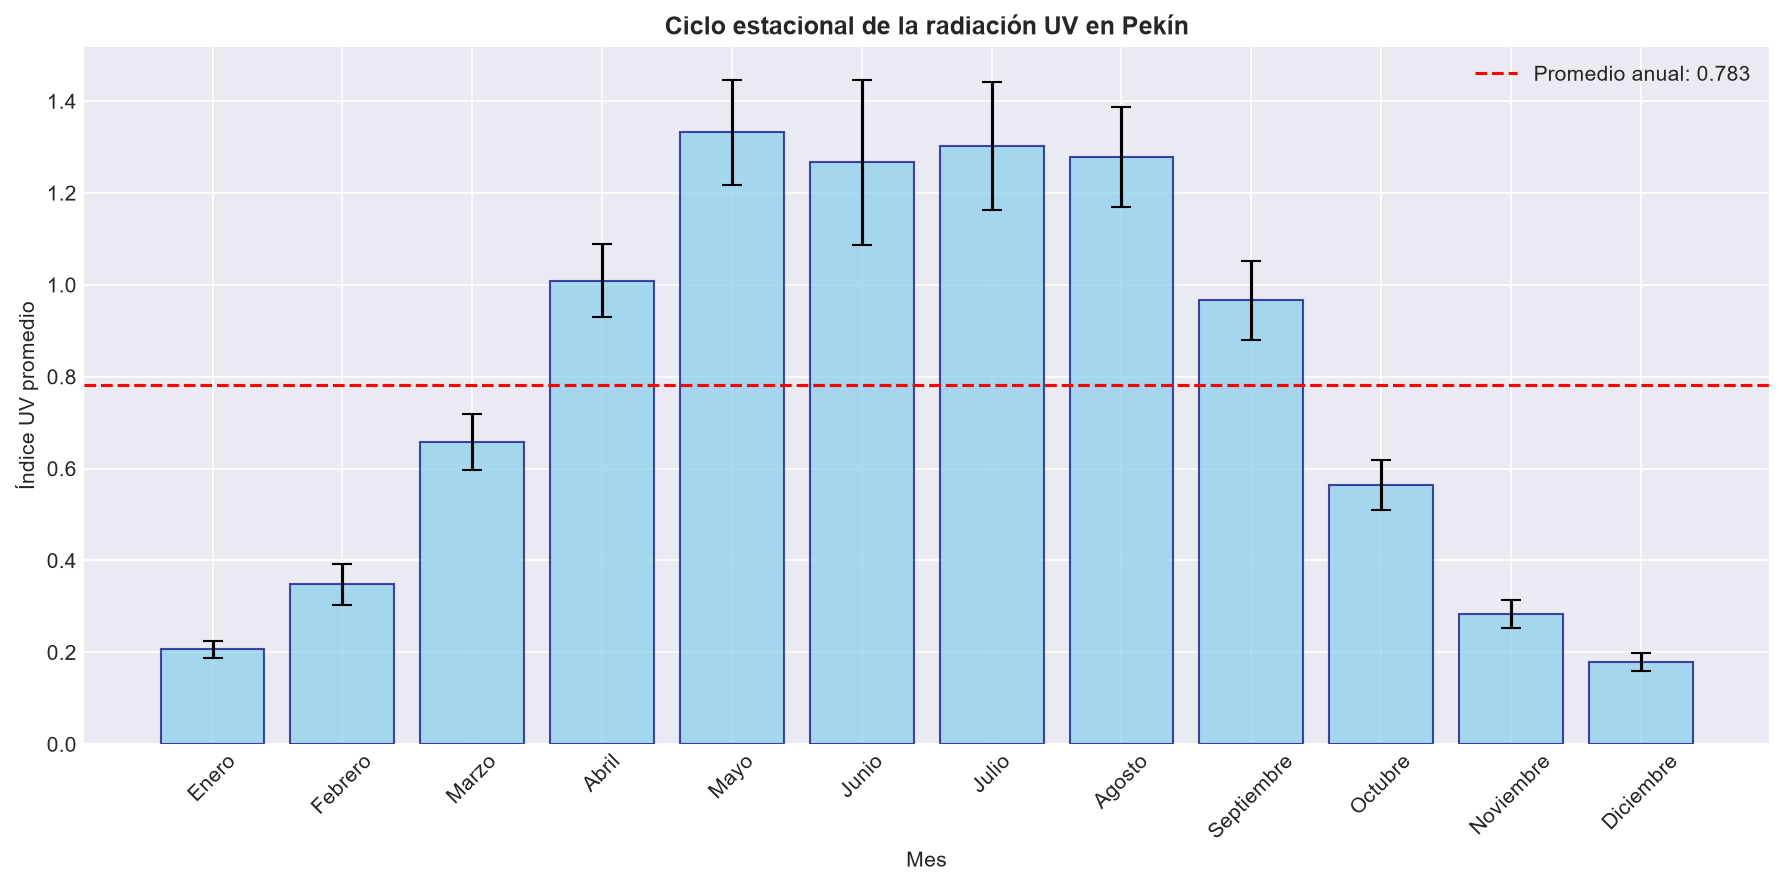 Ciclo estacional de la radiación UV en Pekín
Promedio anual: 0.783
Índice UV promedio
1.4
1.2
1.0
0.8
0.6
0.4
0.2
0.0
Enero
Febrero
Marzo
Abril
Mayo
Junio
Julio
Agosto
Septiembre
Octubre
Noviembre
Diciembre
Mes